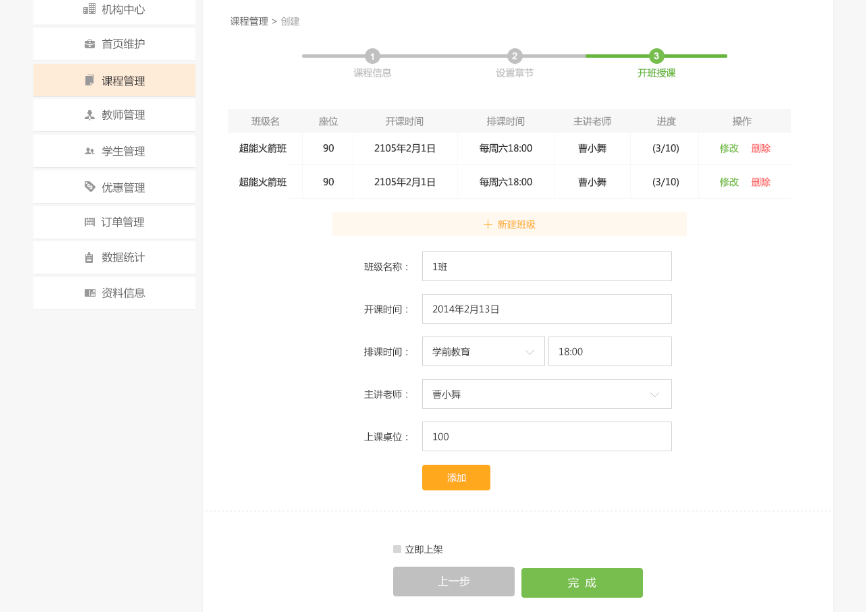 机构中心
首页维护
课程管理
教师管理
学生管理
优惠管理
订单管理
数据统计
资料信息
课程管理 > 创建
1 2 3
课程信息 设置章节 开班授课
班级名 座位 开课时间 排课时间 主讲老师 进度 操作
超能火箭班 90 2105年2月1日 每周六18:00 曹小舞 (3/10) 修改 删除
超能火箭班 90 2105年2月1日 每周六18:00 曹小舞 (3/10) 修改 删除
+ 新建班级
班级名称： 1班
开课时间： 2014年2月13日
排课时间： 学前教育 18:00
主讲老师： 曹小舞
上课桌位： 100
添加
立即上架
上一步 完 成